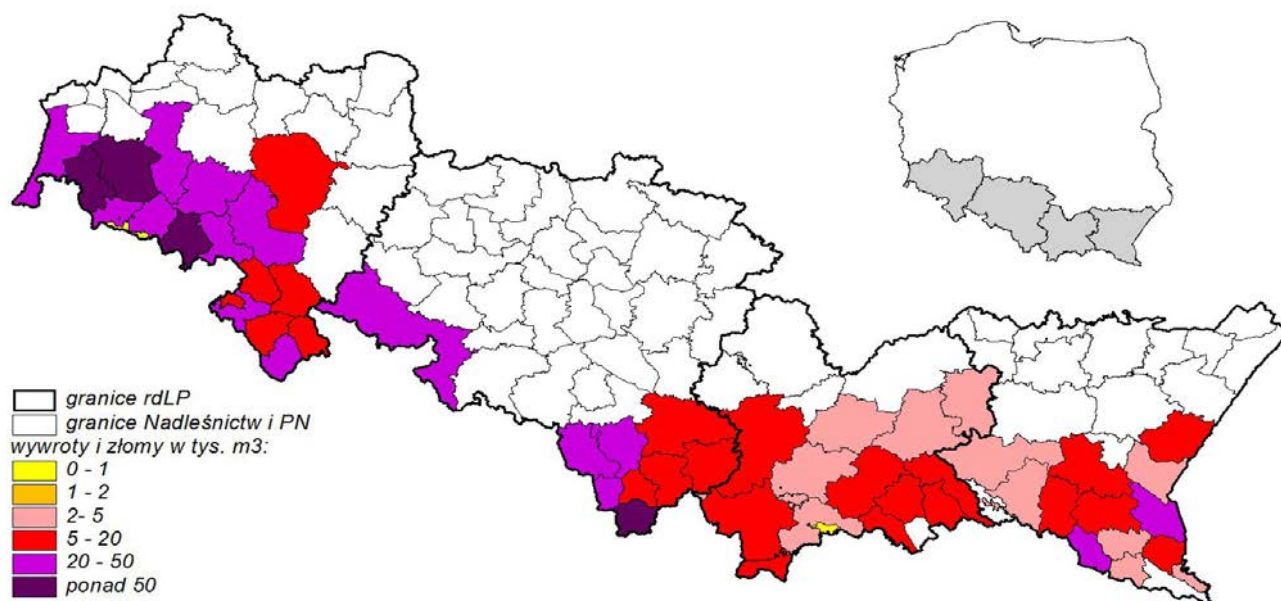 granice rdLP
granice Nadleśnictw i PN
wywroty i złomy w tys. m3:
0 - 1
1 - 2
2- 5
5 - 20
20 - 50
ponad 50